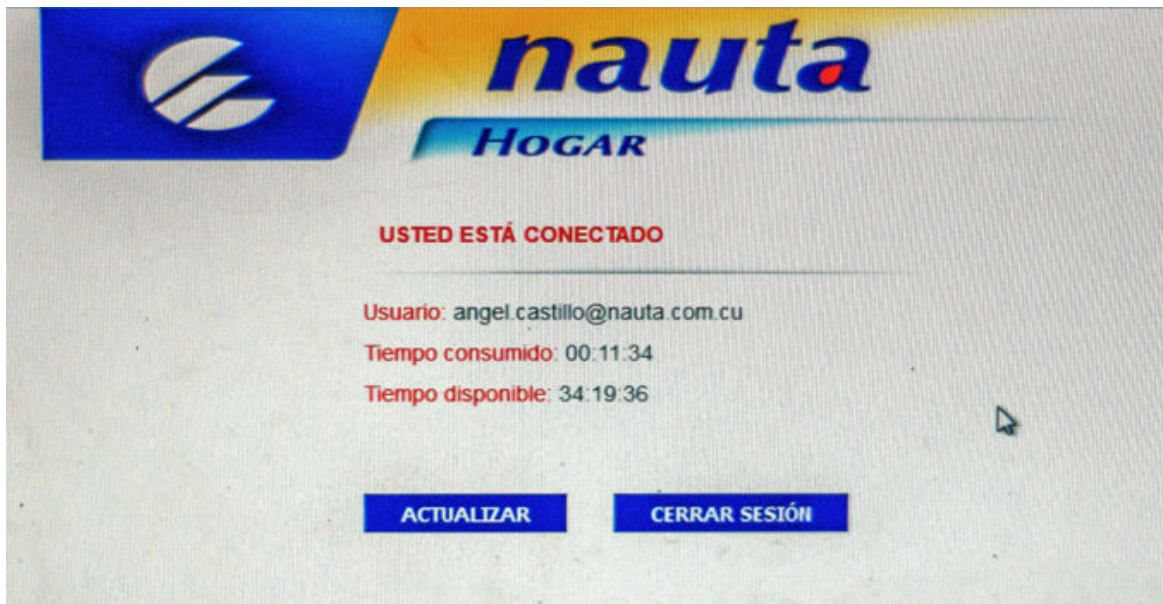 nauta
HOGAR
USTED ESTÁ CONECTADO
Usuario: angel.castillo@nauta.com.cu
Tiempo consumido: 00:11:34
Tiempo disponible: 34:19:36
ACTUALIZAR CERRAR SESIÓN